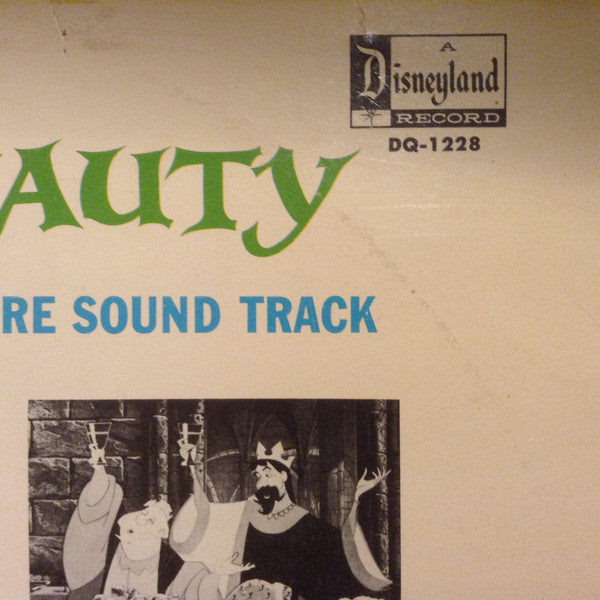 A
Disneyland
RECORD
DQ-1228
AUTY
RE SOUND TRACK